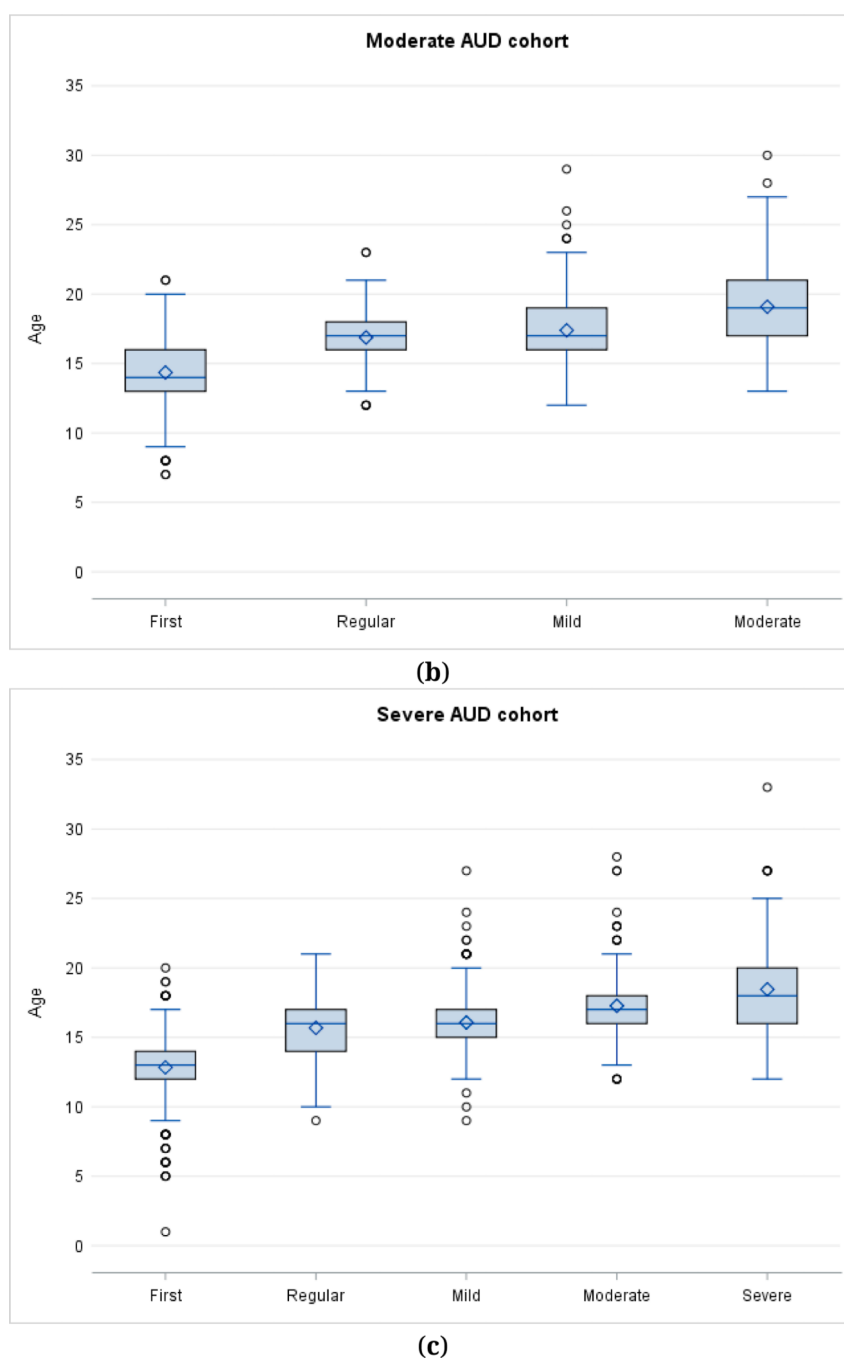 Moderate AUD cohort
35
30
25
20
15
10
5
0
Age
First Regular Mild Moderate
(b)
Severe AUD cohort
35
30
25
20
15
10
5
0
Age
First Regular Mild Moderate Severe
(c)